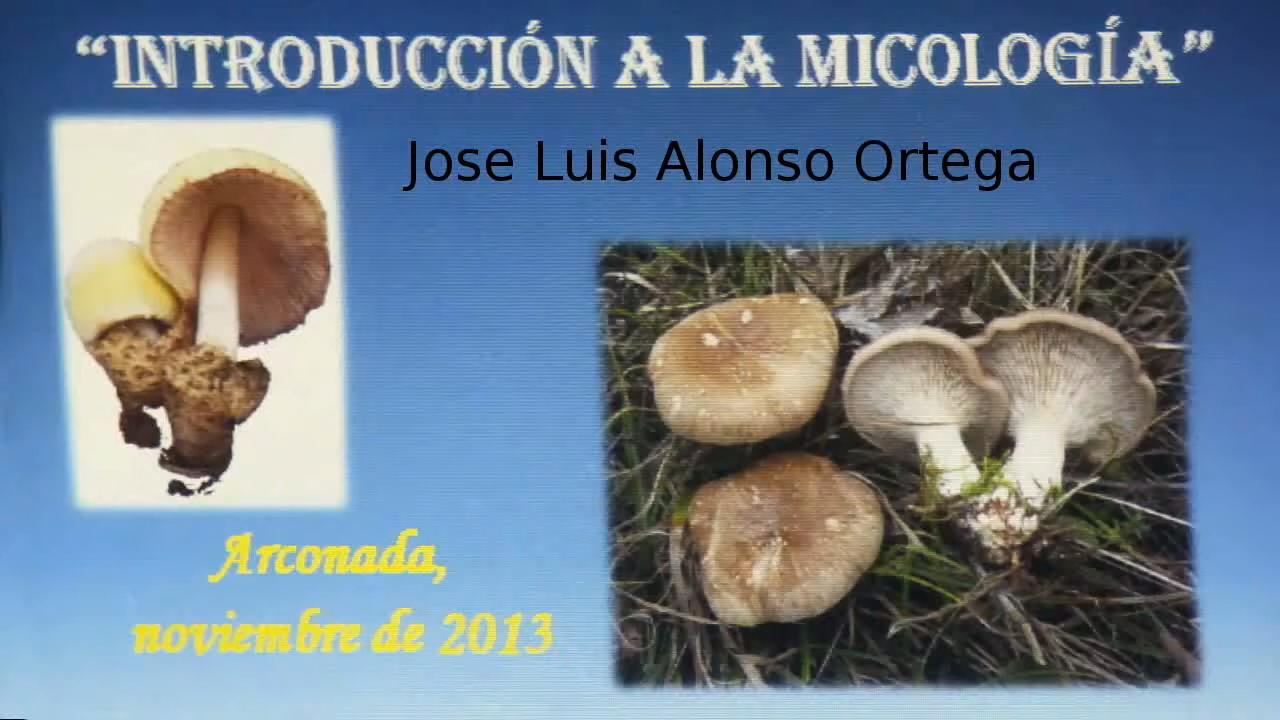 “INTRODUCCIÓN A LA MICOLOGÍA”
Jose Luis Alonso Ortega
Arconada,
noviembre de 2013